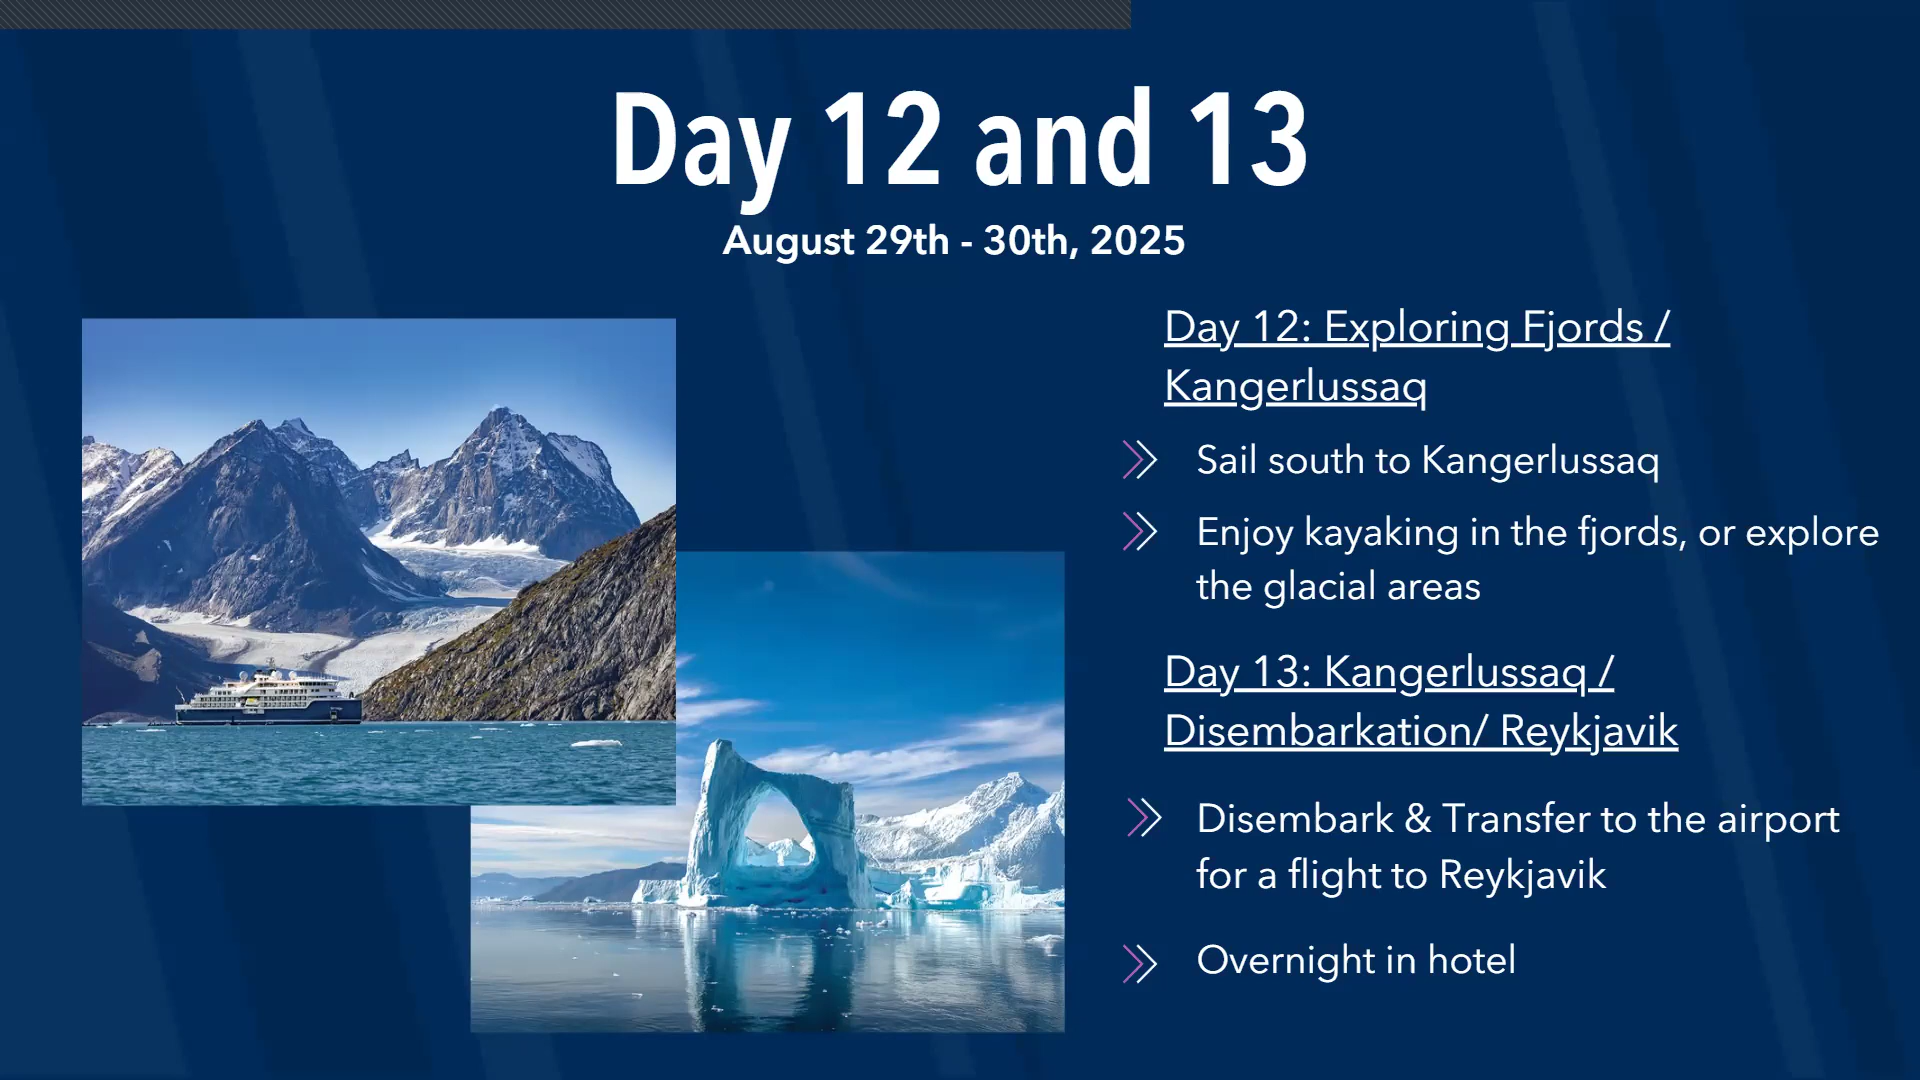 Day 12 and 13
August 29th - 30th, 2025
Day 12: Exploring Fjords /
Kangerlussaq
Sail south to Kangerlussaq
Enjoy kayaking in the fjords, or explore
the glacial areas
Day 13: Kangerlussaq /
Disembarkation/ Reykjavik
Disembark & Transfer to the airport
for a flight to Reykjavik
Overnight in hotel